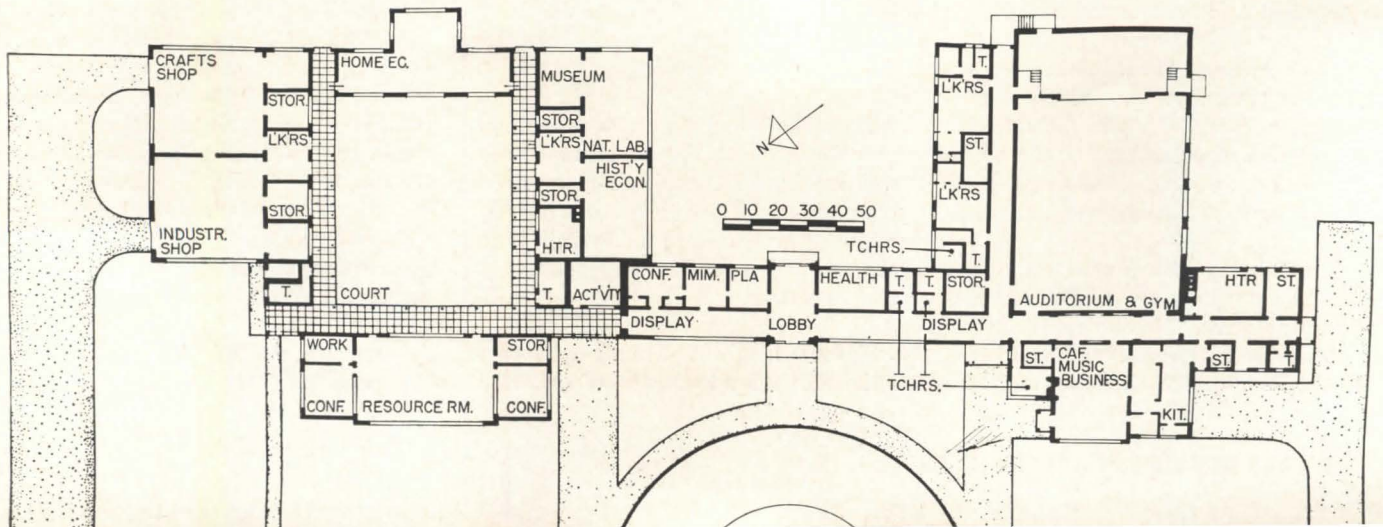 CRAFTS
SHOP
STOR.
L'K'RS
STOR.
INDUSTR.
SHOP
T.
HOME EC.
COURT
MUSEUM
STOR.
L'K'RS
NAT. LAB.
HIST'Y
ECON.
STOR.
HTR.
T.
ACT'VTY
WORK
STOR.
CONF.
RESOURCE RM.
CONF.
N
0 10 20 30 40 50
CONF.
MIM.
PLA
DISPLAY
LOBBY
HEALTH
T.
T.
STOR.
DISPLAY
TCHRS.
TCHRS.
T.
L'K'RS
ST.
L'K'RS
T.
AUDITORIUM & GYM
HTR
ST.
ST.
CAF.
MUSIC
BUSINESS
KIT.
ST.
T.